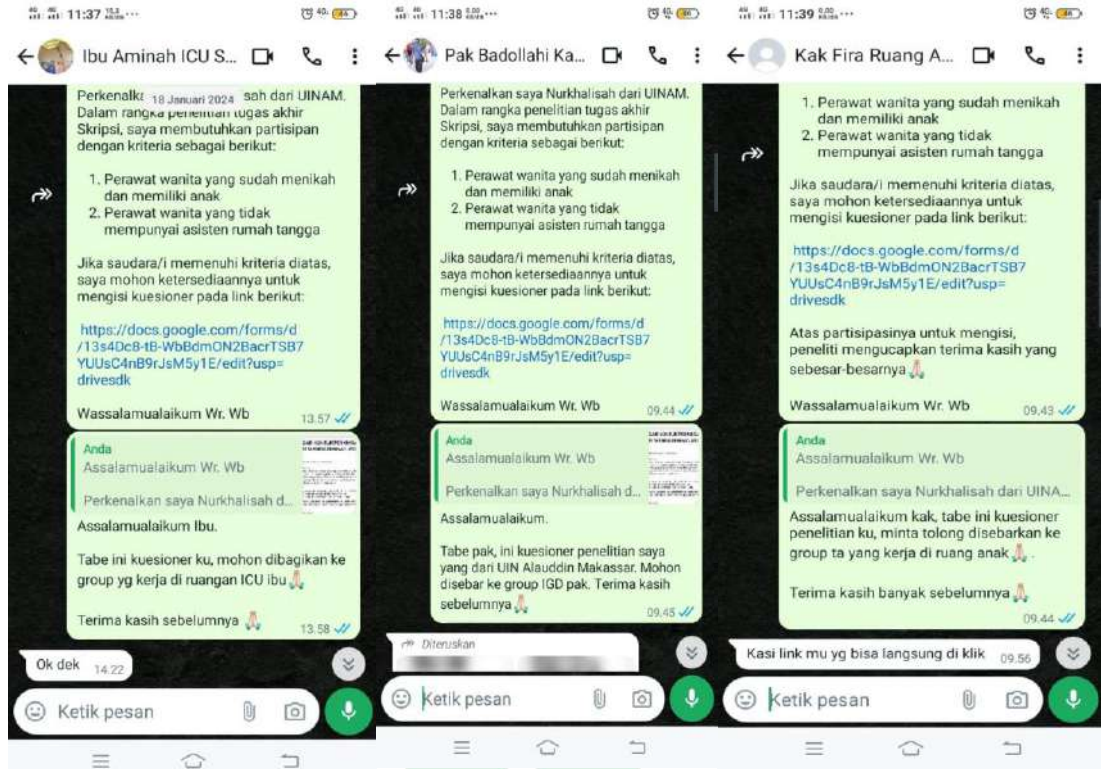 11:37
46
Ibu Aminah ICU S...
18 Januari 2024
Perkenalka sah dari UINAM.
Dalam rangka penelitian tugas akhir
Skripsi, saya membutuhkan partisipan
dengan kriteria sebagai berikut:
1. Perawat wanita yang sudah menikah
dan memiliki anak
2. Perawat wanita yang tidak
mempunyai asisten rumah tangga
Jika saudara/i memenuhi kriteria diatas,
saya mohon ketersediaannya untuk
mengisi kuesioner pada link berikut:
https://docs.google.com/forms/d
/13s4Dc8-tB-WbBdmON2BacrTSB7
YUUsC4nB9rJsM5y1E/edit?usp=
drivesdk
Wassalamualaikum Wr. Wb
13.57
Anda
Assalamualaikum Wr. Wb
Perkenalkan saya Nurkhalisah d...
Assalamualaikum Ibu.
Tabe ini kuesioner ku, mohon dibagikan ke
group yg kerja di ruangan ICU ibu🙏🏻
Terima kasih sebelumnya 🙏🏻
13.58
Ok dek 14.22
Ketik pesan
11:38
Pak Badollahi Ka...
Perkenalkan saya Nurkhalisah dari UINAM.
Dalam rangka penelitian tugas akhir
Skripsi, saya membutuhkan partisipan
dengan kriteria sebagai berikut:
1. Perawat wanita yang sudah menikah
dan memiliki anak
2. Perawat wanita yang tidak
mempunyai asisten rumah tangga
Jika saudara/i memenuhi kriteria diatas,
saya mohon ketersediaannya untuk
mengisi kuesioner pada link berikut:
https://docs.google.com/forms/d
/13s4Dc8-tB-WbBdmON2BacrTSB7
YUUsC4nB9rJsM5y1E/edit?usp=
drivesdk
Wassalamualaikum Wr. Wb
09.44
Anda
Assalamualaikum Wr. Wb
Perkenalkan saya Nurkhalisah d...
Assalamualaikum.
Tabe pak, ini kuesioner penelitian saya
yang dari UIN Alauddin Makassar. Mohon
disebar ke group IGD pak. Terima kasih
sebelumnya🙏🏻
09.45
Diteruskan
Ketik pesan
11:39
Kak Fira Ruang A...
1. Perawat wanita yang sudah menikah
dan memiliki anak
2. Perawat wanita yang tidak
mempunyai asisten rumah tangga
Jika saudara/i memenuhi kriteria diatas,
saya mohon ketersediaannya untuk
mengisi kuesioner pada link berikut:
https://docs.google.com/forms/d
/13s4Dc8-tB-WbBdmON2BacrTSB7
YUUsC4nB9rJsM5y1E/edit?usp=
drivesdk
Atas partisipasinya untuk mengisi,
peneliti mengucapkan terima kasih yang
sebesar-besarnya🙏🏻
Wassalamualaikum Wr. Wb
09.43
Anda
Assalamualaikum Wr. Wb
Perkenalkan saya Nurkhalisah dari UINA...
Assalamualaikum kak, tabe ini kuesioner
penelitian ku, minta tolong disebarkan ke
group ta yang kerja di ruang anak🙏🏻.
Terima kasih banyak sebelumnya🙏🏻
09.44
Kasi link mu yg bisa langsung di klik 09.56
Ketik pesan